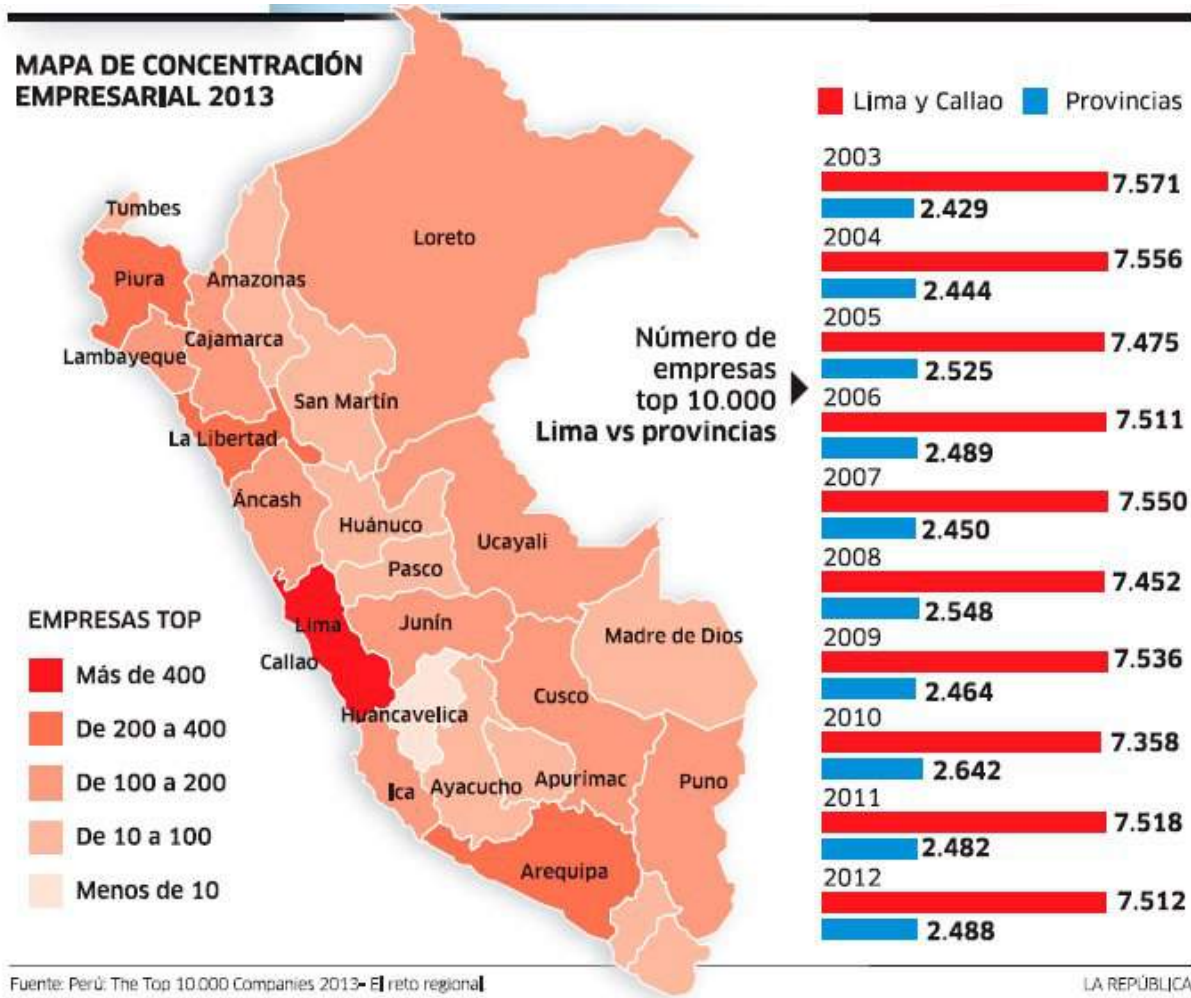 MAPA DE CONCENTRACIÓN
EMPRESARIAL 2013
Tumbes
Piura
Lambayeque
Amazonas
Cajamarca
Loreto
San Martín
La Libertad
Áncash
Huánuco
Pasco
Ucayali
Lima
Callao
Junín
Madre de Dios
Huancavelica
Cusco
Ica
Ayacucho
Apurimac
Puno
Arequipa
EMPRESAS TOP
Más de 400
De 200 a 400
De 100 a 200
De 10 a 100
Menos de 10
Número de
empresas
top 10.000
Lima vs provincias
Lima y Callao Provincias
2003
7.571
2.429
2004
7.556
2.444
2005
7.475
2.525
2006
7.511
2.489
2007
7.550
2.450
2008
7.452
2.548
2009
7.536
2.464
2010
7.358
2.642
2011
7.518
2.482
2012
7.512
2.488
Fuente: Perú: The Top 10.000 Companies 2013- El reto regional
LA REPÚBLICA